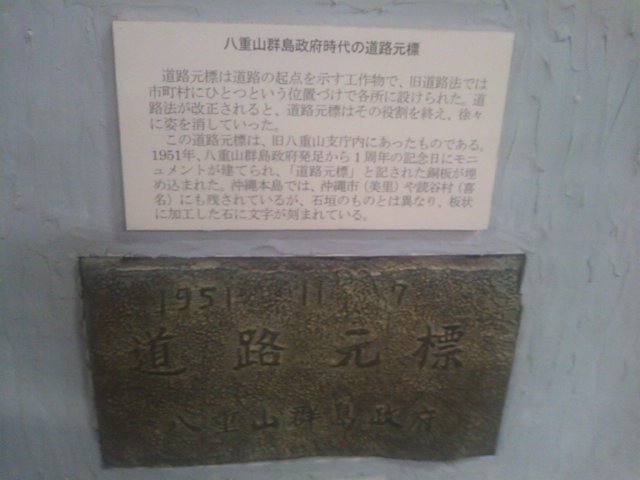 八重山群島政府時代の道路元標
道路元標は道路の起点を示す工作物で、旧道路法では
市町村にひとつという位置づけで各所に設けられた。道
路法が改正されると、道路元標はその役割を終え、徐々
に姿を消していった。
この道路元標は、旧八重山支庁内にあったものである。
1951年、八重山群島政府発足から1周年の記念日にモニ
ュメントが建てられ、「道路元標」と記された銅板が埋
め込まれた。沖縄本島では、沖縄市（美里）や読谷村（喜
名）にも残されているが、石垣のものとは異なり、板状
に加工した石に文字が刻まれている。
1951 11 7
道路元標
八重山群島政府